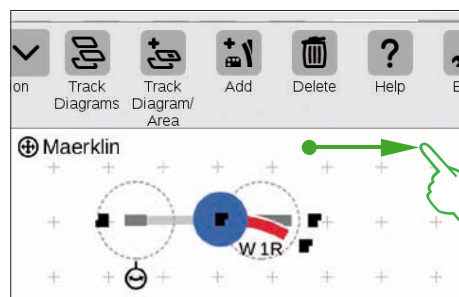 on
Track
Diagrams
Track
Diagram/
Area
Add
Delete
Help
Maerklin
W 1R